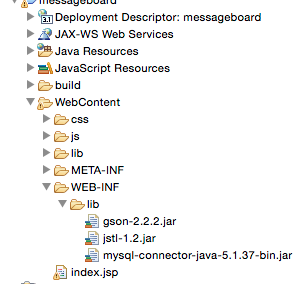 messageboard
Deployment Descriptor: messageboard
JAX-WS Web Services
Java Resources
JavaScript Resources
build
WebContent
css
js
lib
META-INF
WEB-INF
lib
gson-2.2.2.jar
jstl-1.2.jar
mysql-connector-java-5.1.37-bin.jar
index.jsp